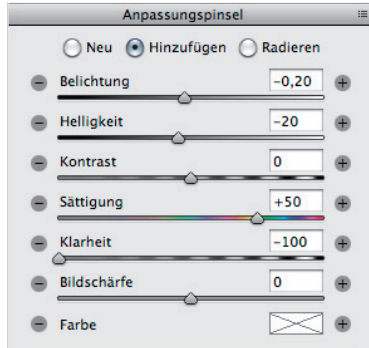 Anpassungspinsel
Neu Hinzufügen Radieren
Belichtung -0,20
Helligkeit -20
Kontrast 0
Sättigung +50
Klarheit -100
Bildschärfe 0
Farbe